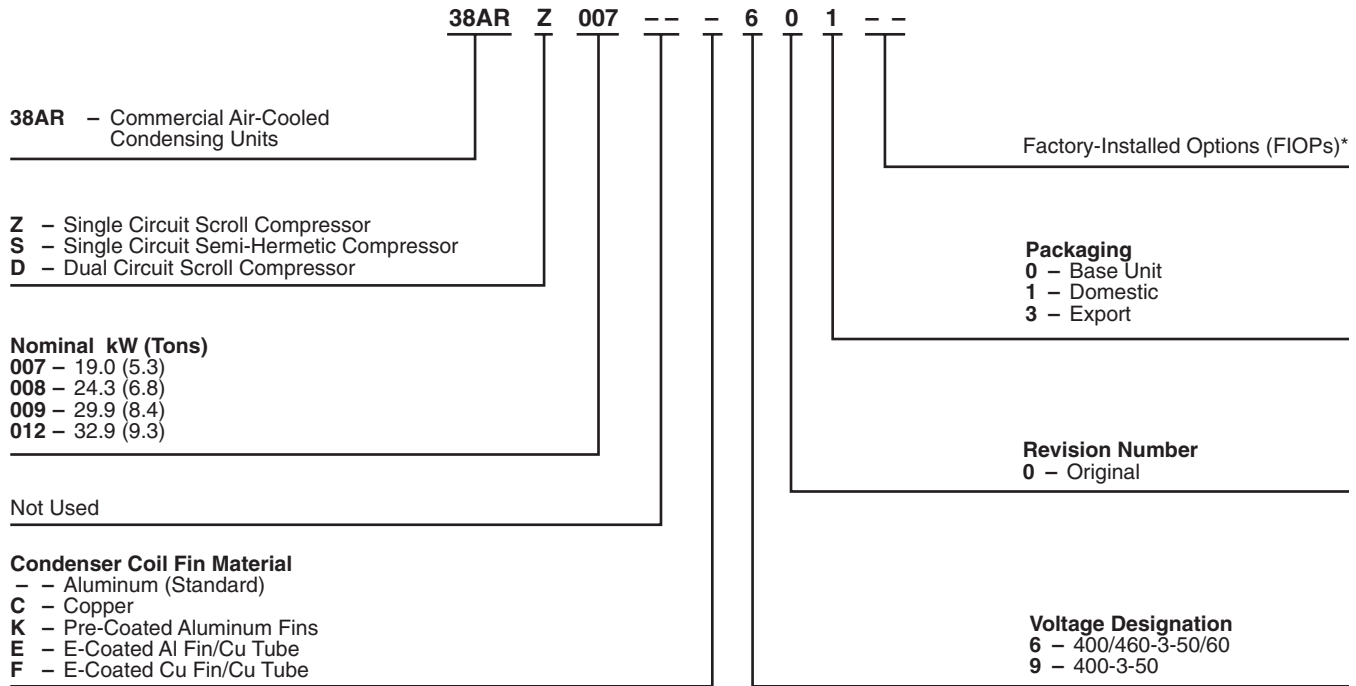 38AR Z 007 – – – 6 0 1 – –
38AR – Commercial Air-Cooled
Condensing Units
Factory-Installed Options (FIOPs)*
Z – Single Circuit Scroll Compressor
S – Single Circuit Semi-Hermetic Compressor
D – Dual Circuit Scroll Compressor
Packaging
0 – Base Unit
1 – Domestic
3 – Export
Nominal kW (Tons)
007 – 19.0 (5.3)
008 – 24.3 (6.8)
009 – 29.9 (8.4)
012 – 32.9 (9.3)
Revision Number
0 – Original
Not Used
Condenser Coil Fin Material
– – Aluminum (Standard)
C – Copper
K – Pre-Coated Aluminum Fins
E – E-Coated Al Fin/Cu Tube
F – E-Coated Cu Fin/Cu Tube
Voltage Designation
6 – 400/460-3-50/60
9 – 400-3-50